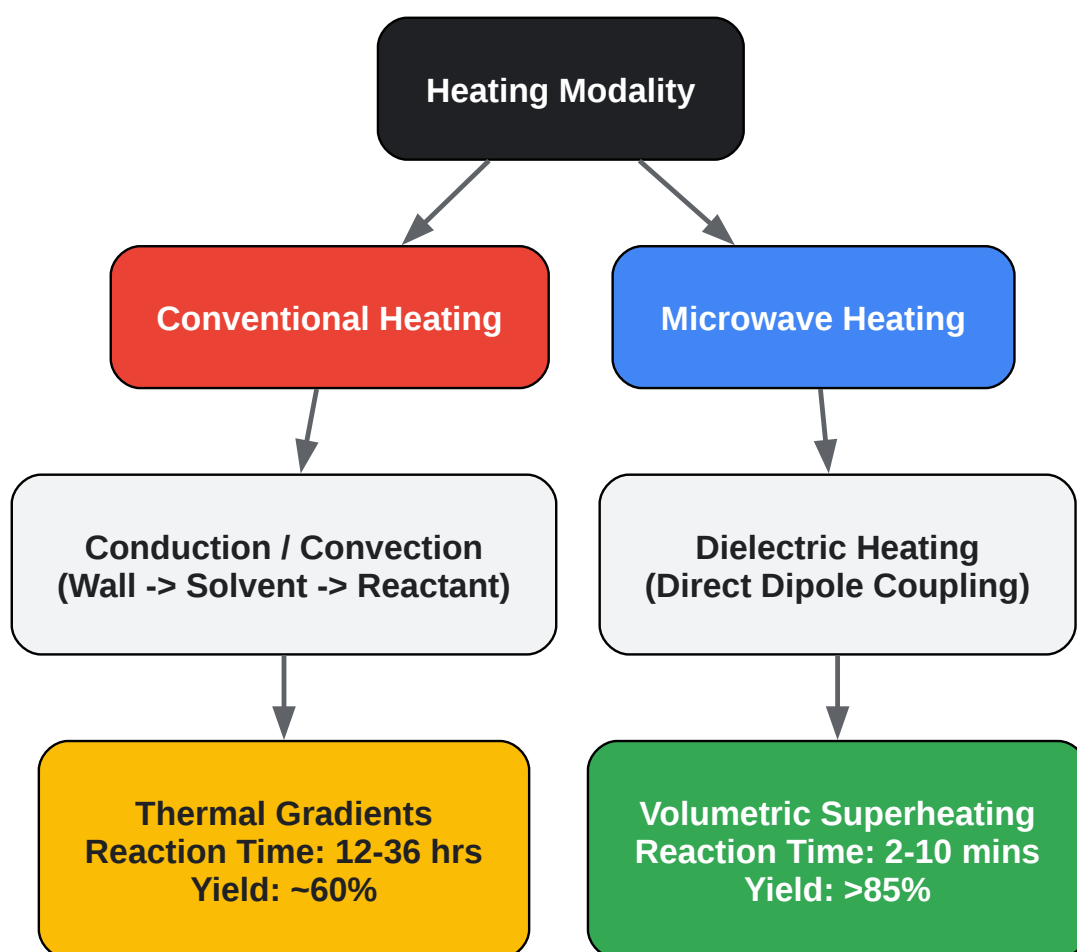 Heating Modality
Conventional Heating
Microwave Heating
Conduction / Convection
(Wall -> Solvent -> Reactant)
Dielectric Heating
(Direct Dipole Coupling)
Thermal Gradients
Reaction Time: 12-36 hrs
Yield: ~60%
Volumetric Superheating
Reaction Time: 2-10 mins
Yield: >85%